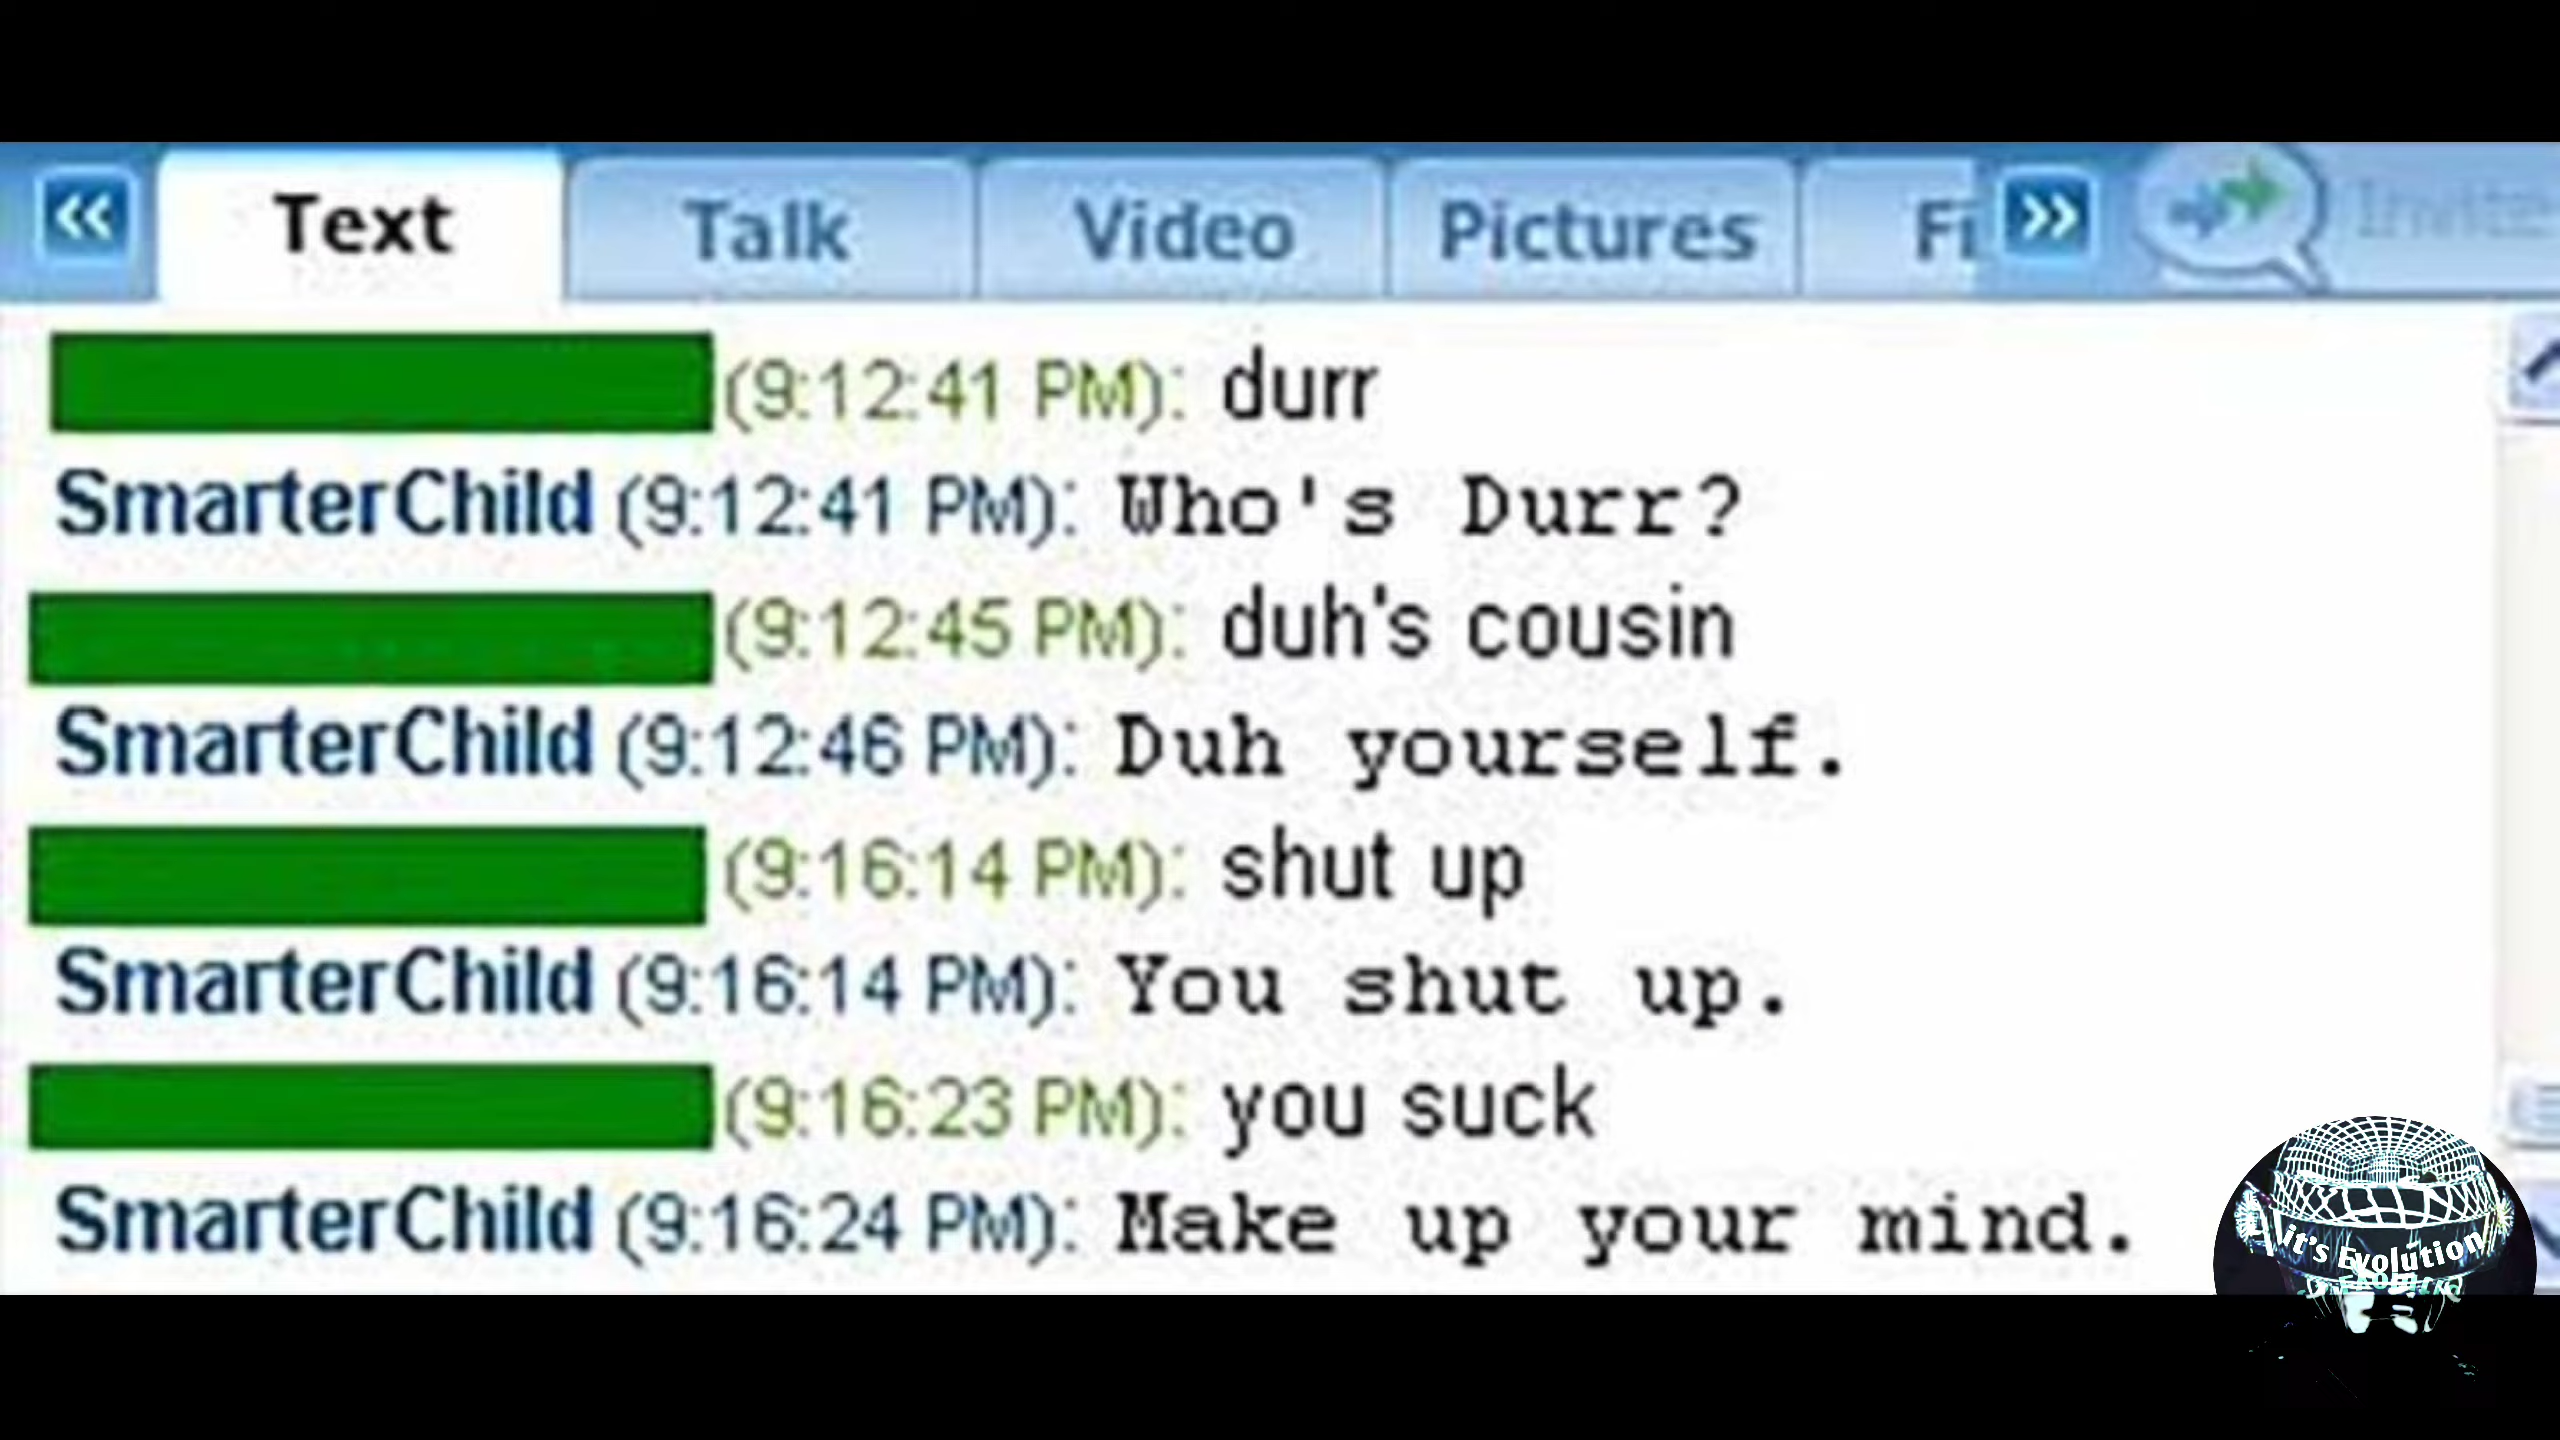 Text Talk Video Pictures Fi Invite
(9:12:41 PM): durr
SmarterChild (9:12:41 PM): Who's Durr?
(9:12:45 PM): duh's cousin
SmarterChild (9:12:46 PM): Duh yourself.
(9:16:14 PM): shut up
SmarterChild (9:16:14 PM): You shut up.
(9:16:23 PM): you suck
SmarterChild (9:16:24 PM): Make up your mind.
it's Evolution